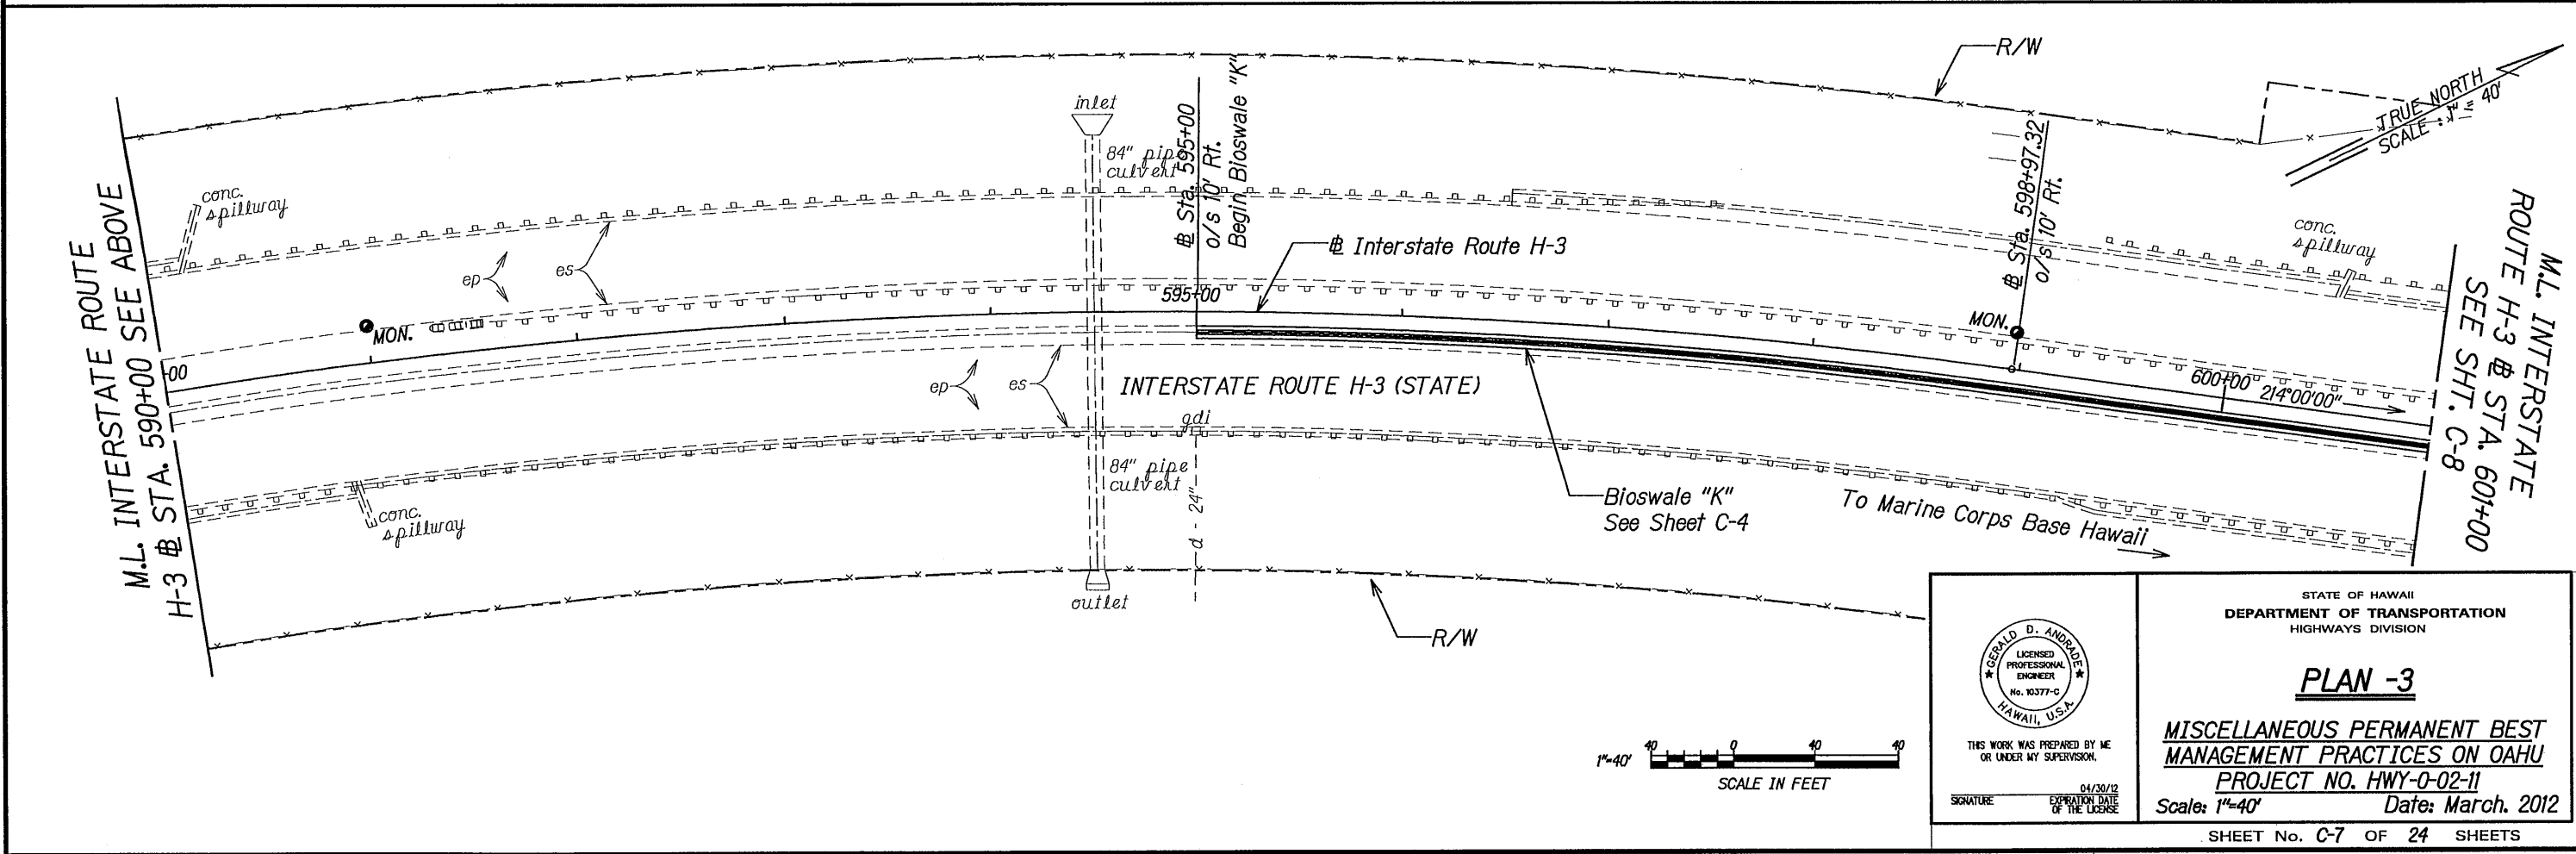 M.L. INTERSTATE ROUTE
H-3 ℄ STA. 590+00 SEE ABOVE
conc.
spillway
ep
es
MON.
00
conc.
spillway
inlet
84" pipe
culvert
℄ Sta. 595+00
o/s 10' Rt.
Begin Bioswale "K"
595+00
℄ Interstate Route H-3
ep
es
INTERSTATE ROUTE H-3 (STATE)
gdi
84" pipe
culvert
d - 24"
outlet
R/W
R/W
℄ Sta. 598+97.32
o/s 10' Rt.
MON.
Bioswale "K"
See Sheet C-4
To Marine Corps Base Hawaii
600+00
214°00'00"
conc.
spillway
TRUE NORTH
SCALE : 1" = 40'
M.L. INTERSTATE
ROUTE H-3 ℄ STA. 601+00
SEE SHT. C-8
1"=40'
40 0 40 40
SCALE IN FEET
GERALD D. ANDRADE
LICENSED
PROFESSIONAL
ENGINEER
No. 10377-C
HAWAII, U.S.A.
THIS WORK WAS PREPARED BY ME
OR UNDER MY SUPERVISION.
04/30/12
SIGNATURE EXPIRATION DATE
OF THE LICENSE
STATE OF HAWAII
DEPARTMENT OF TRANSPORTATION
HIGHWAYS DIVISION
PLAN -3
MISCELLANEOUS PERMANENT BEST
MANAGEMENT PRACTICES ON OAHU
PROJECT NO. HWY-O-02-11
Scale: 1"=40' Date: March. 2012
SHEET No. C-7 OF 24 SHEETS